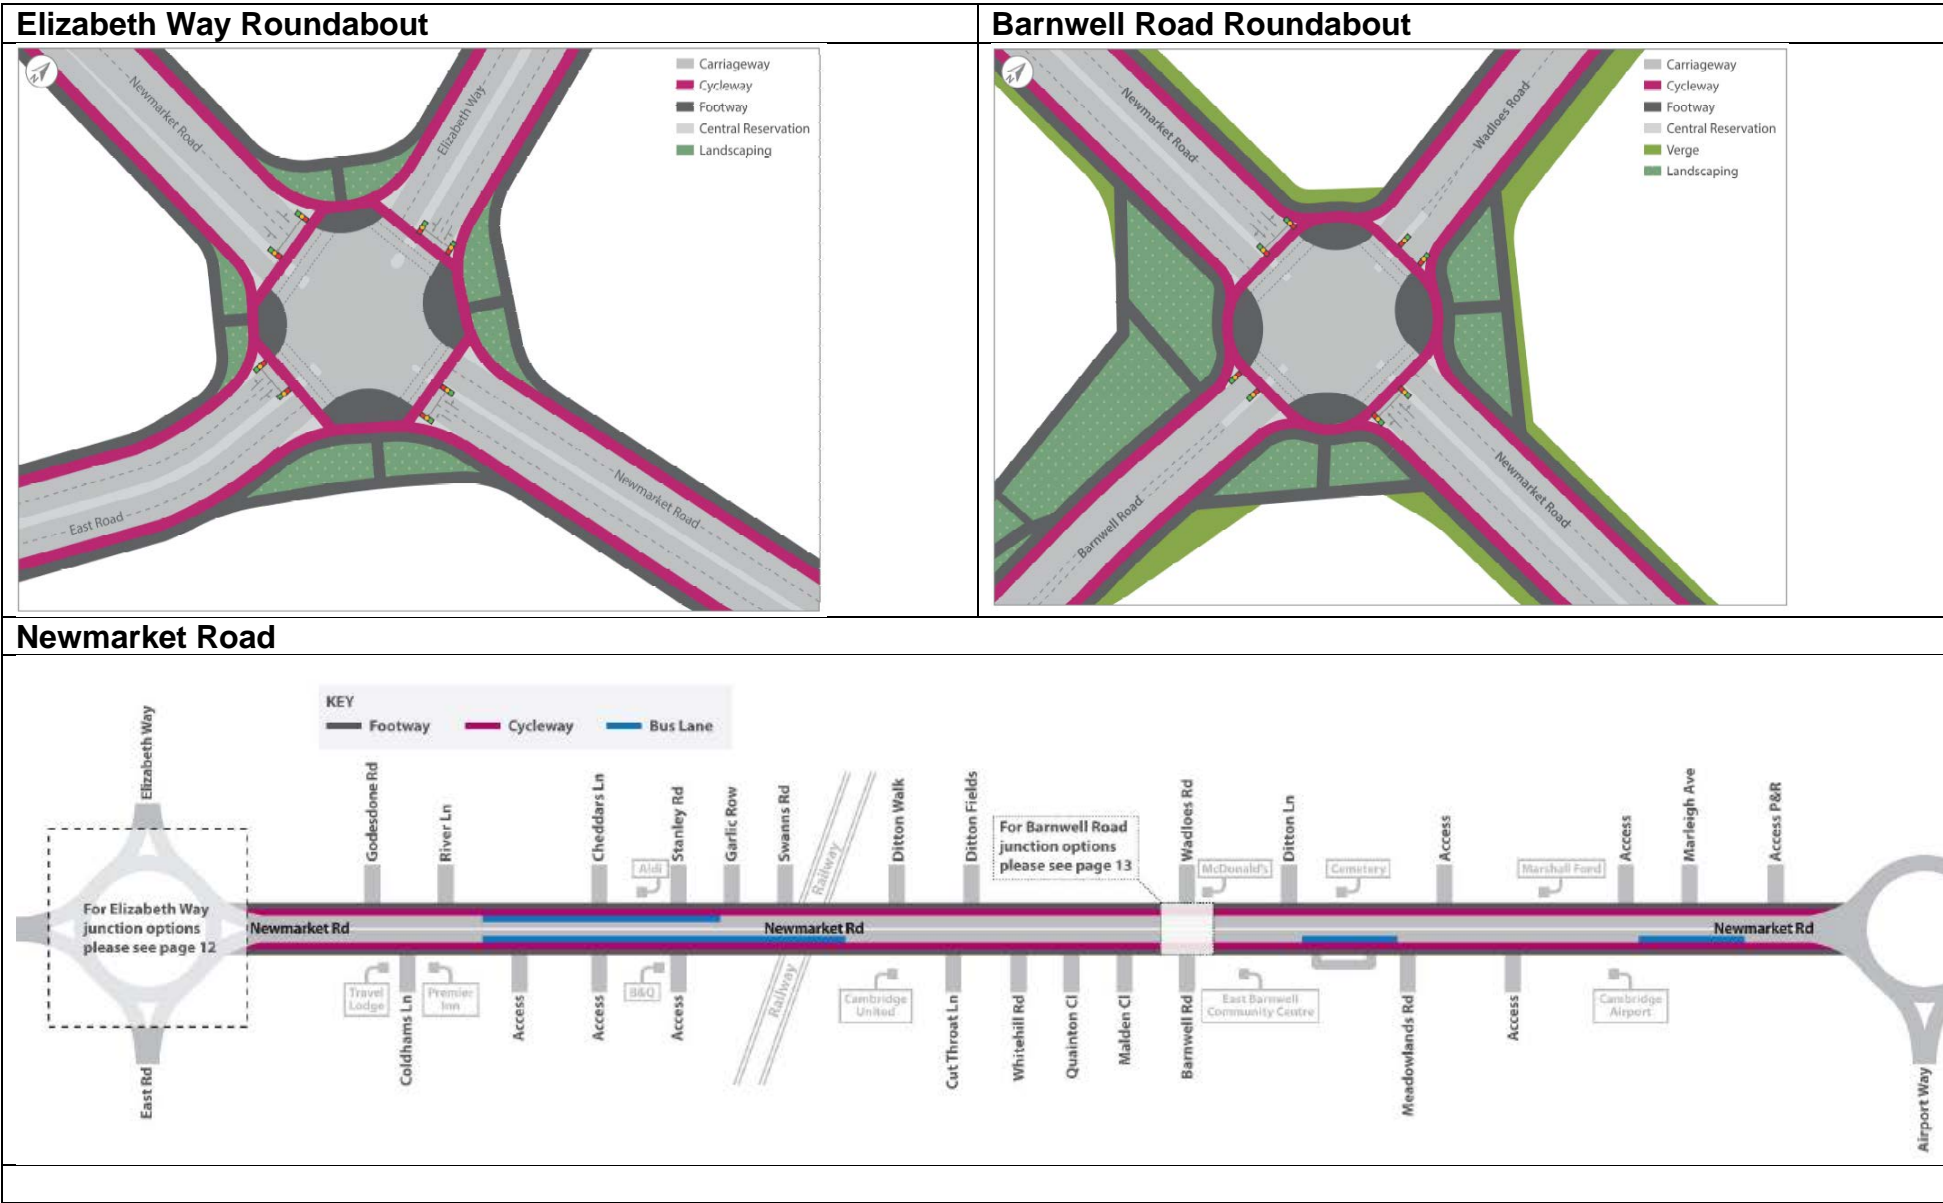 Elizabeth Way Roundabout
Barnwell Road Roundabout
N
Newmarket Road
Elizabeth Way
East Road
Newmarket Road
Carriageway
Cycleway
Footway
Central Reservation
Landscaping
N
Newmarket Road
Wadloes Road
Barnwell Road
Newmarket Road
Carriageway
Cycleway
Footway
Central Reservation
Verge
Landscaping
Newmarket Road
KEY
Footway
Cycleway
Bus Lane
Elizabeth Way
Godesdone Rd
River Ln
Cheddars Ln
Aldi
Stanley Rd
Garlic Row
Swanns Rd
Railway
Ditton Walk
Ditton Fields
For Barnwell Road
junction options
please see page 13
Wadloes Rd
McDonald's
Ditton Ln
Cemetery
Access
Marshall Ford
Access
Marleigh Ave
Access P&R
For Elizabeth Way
junction options
please see page 12
Newmarket Rd
Newmarket Rd
Newmarket Rd
East Rd
Travel
Lodge
Coldhams Ln
Premier
Inn
Access
Access
B&Q
Access
Railway
Cambridge
United
Cut Throat Ln
Whitehill Rd
Quainton Cl
Malden Cl
Barnwell Rd
East Barnwell
Community Centre
Meadowlands Rd
Access
Cambridge
Airport
Airport Way